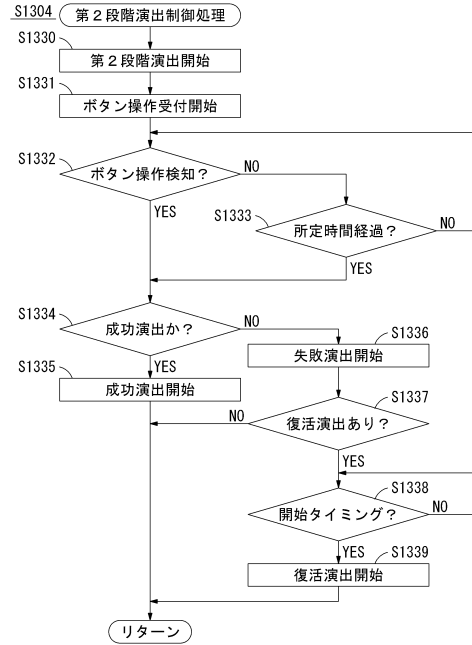 S1304
第２段階演出制御処理
S1330
第２段階演出開始
S1331
ボタン操作受付開始
S1332
ボタン操作検知？
NO
YES
S1333
所定時間経過？
NO
YES
S1334
成功演出か？
NO
YES
S1335
成功演出開始
S1336
失敗演出開始
S1337
復活演出あり？
NO
YES
S1338
開始タイミング？
NO
YES
S1339
復活演出開始
リターン